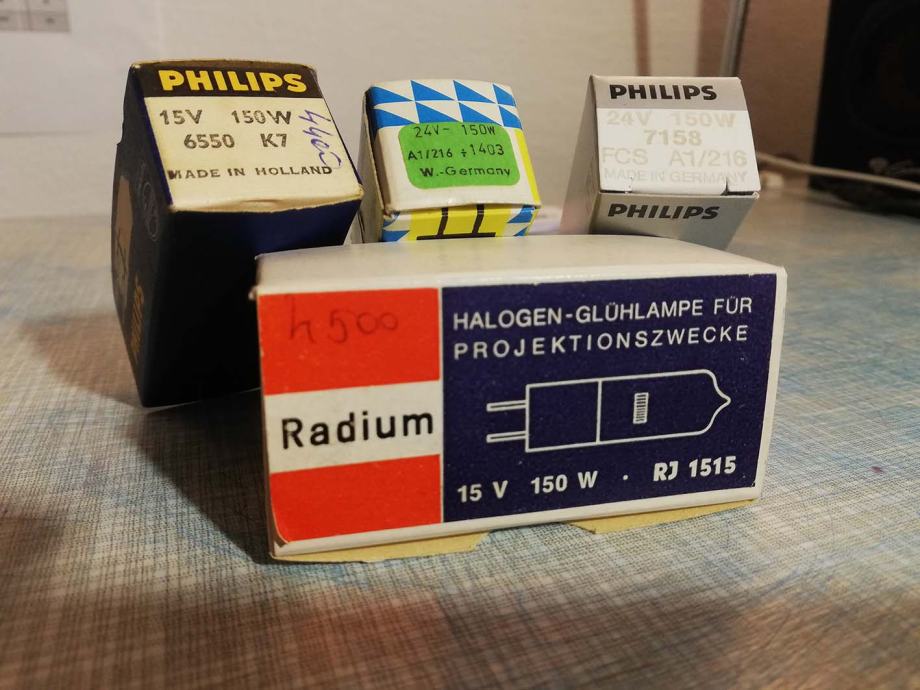 PHILIPS
15V 150W
6550 K7
MADE IN HOLLAND
24V- 150W
A1/216 ÷1403
W.-Germany
PHILIPS
24V 150W
7158
FCS A1/216
MADE IN GERMANY
PHILIPS
4500
Radium
HALOGEN-GLÜHLAMPE FÜR
PROJEKTIONSZWECKE
15 V 150 W · RJ 1515